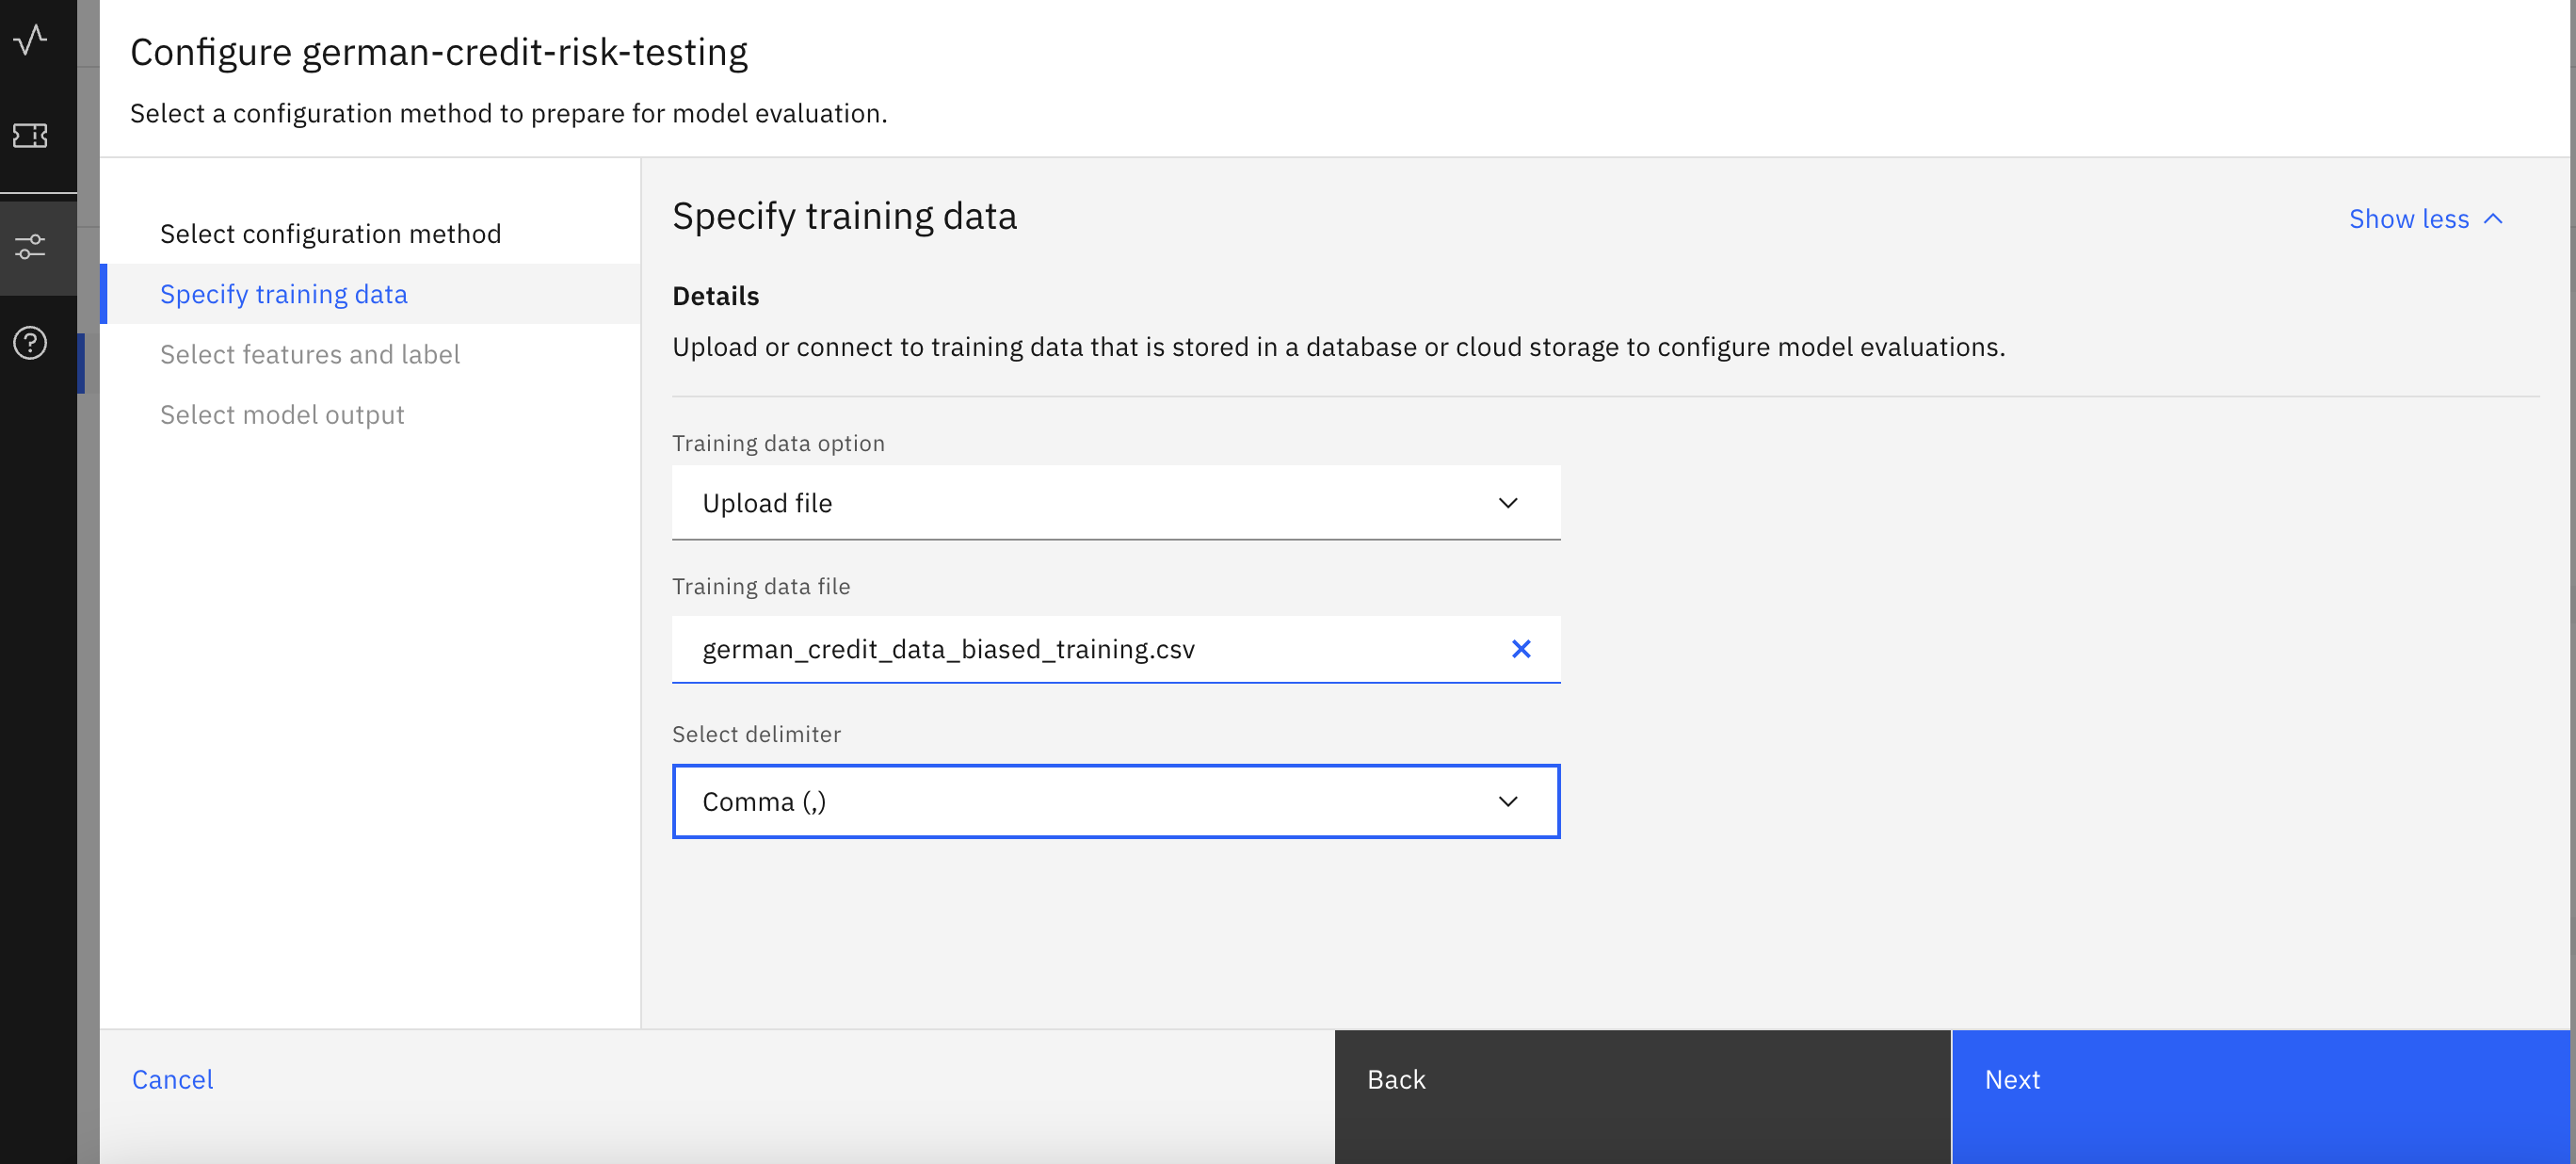 Configure german-credit-risk-testing
Select a configuration method to prepare for model evaluation.
Select configuration method
Specify training data
Select features and label
Select model output
Specify training data
Show less
Details
Upload or connect to training data that is stored in a database or cloud storage to configure model evaluations.
Training data option
Upload file
Training data file
german_credit_data_biased_training.csv
Select delimiter
Comma (,)
Cancel
Back
Next